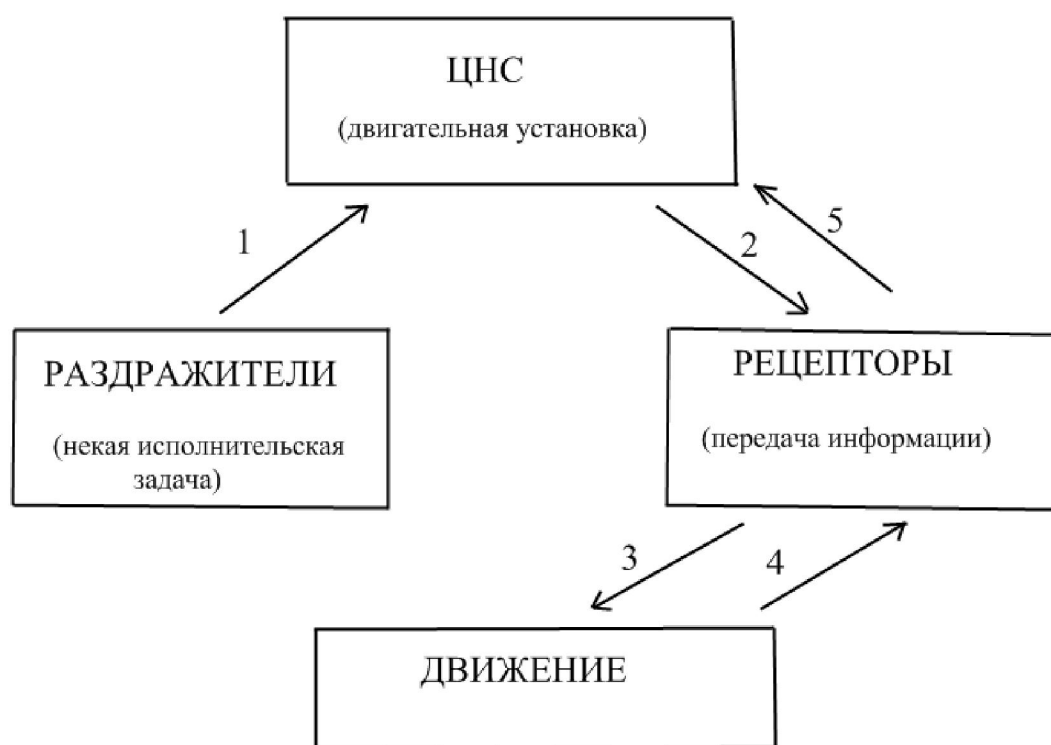 ЦНС
(двигательная установка)
1
2
5
РАЗДРАЖИТЕЛИ
(некая исполнительская
задача)
РЕЦЕПТОРЫ
(передача информации)
3
4
ДВИЖЕНИЕ